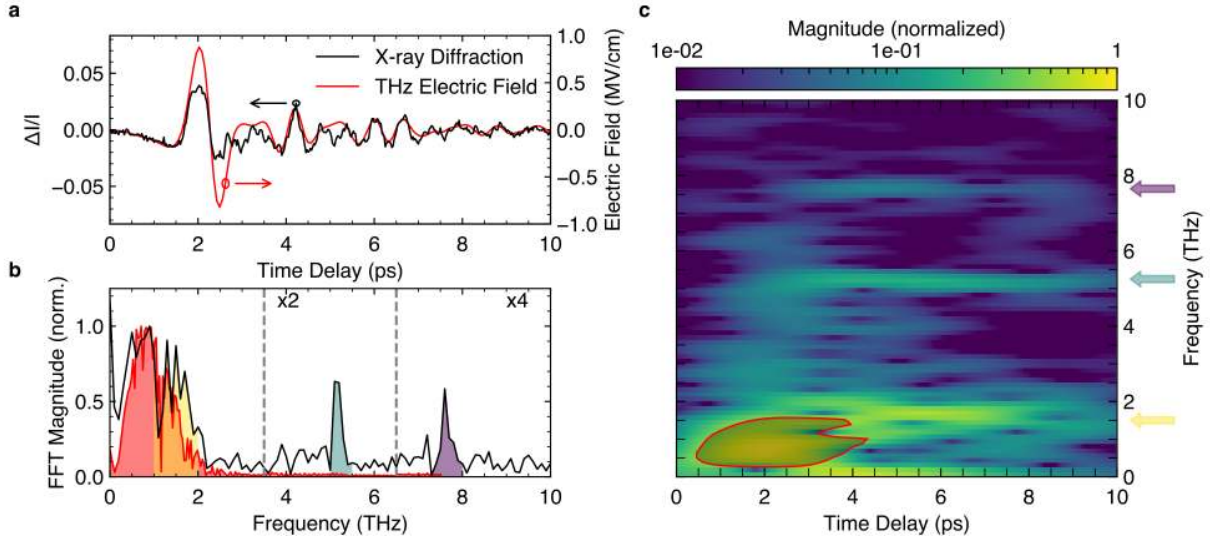 a
0.05
0.00
−0.05
ΔI/I
X-ray Diffraction
THz Electric Field
1.0
0.5
0.0
−0.5
−1.0
Electric Field (MV/cm)
0 2 4 6 8 10
Time Delay (ps)
b
x2 x4
1.0
0.5
0.0
FFT Magnitude (norm.)
0 2 4 6 8 10
Frequency (THz)
c
Magnitude (normalized)
1e-02 1e-01 1
10
8
6
4
2
0
Frequency (THz)
0 2 4 6 8 10
Time Delay (ps)